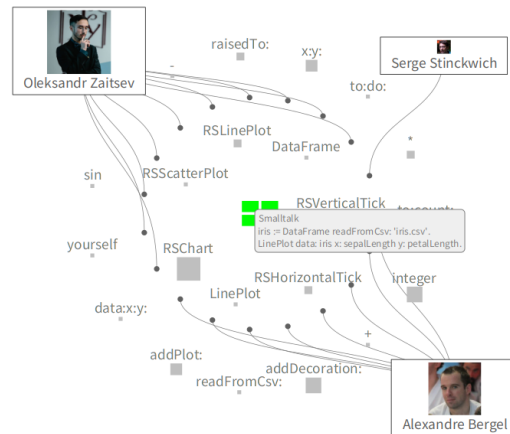 raisedTo:
x:y:
-
Serge Stinckwich
Oleksandr Zaitsev
to:do:
RSLinePlot
DataFrame
*
sin
RSScatterPlot
RSVerticalTick
Smalltalk
iris := DataFrame readFromCsv: 'iris.csv'.
LinePlot data: iris x: sepalLength y: petalLength.
yourself
RSChart
RSHorizontalTick
integer
LinePlot
data:x:y:
+
addPlot:
addDecoration:
readFromCsv:
Alexandre Bergel